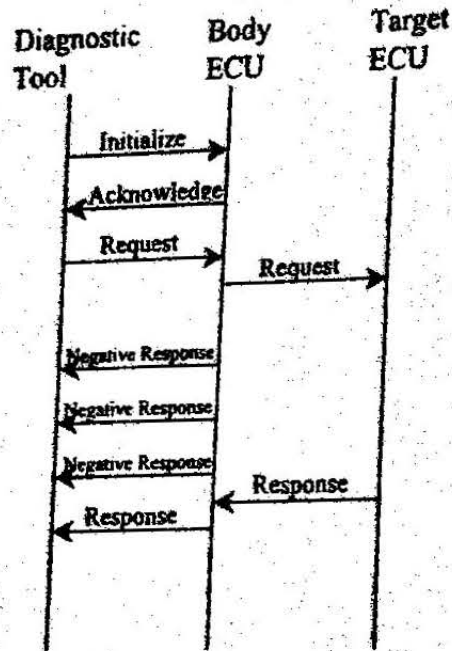 Diagnostic
Tool
Body
ECU
Target
ECU
Initialize
Acknowledge
Request
Request
Negative Response
Negative Response
Negative Response
Response
Response